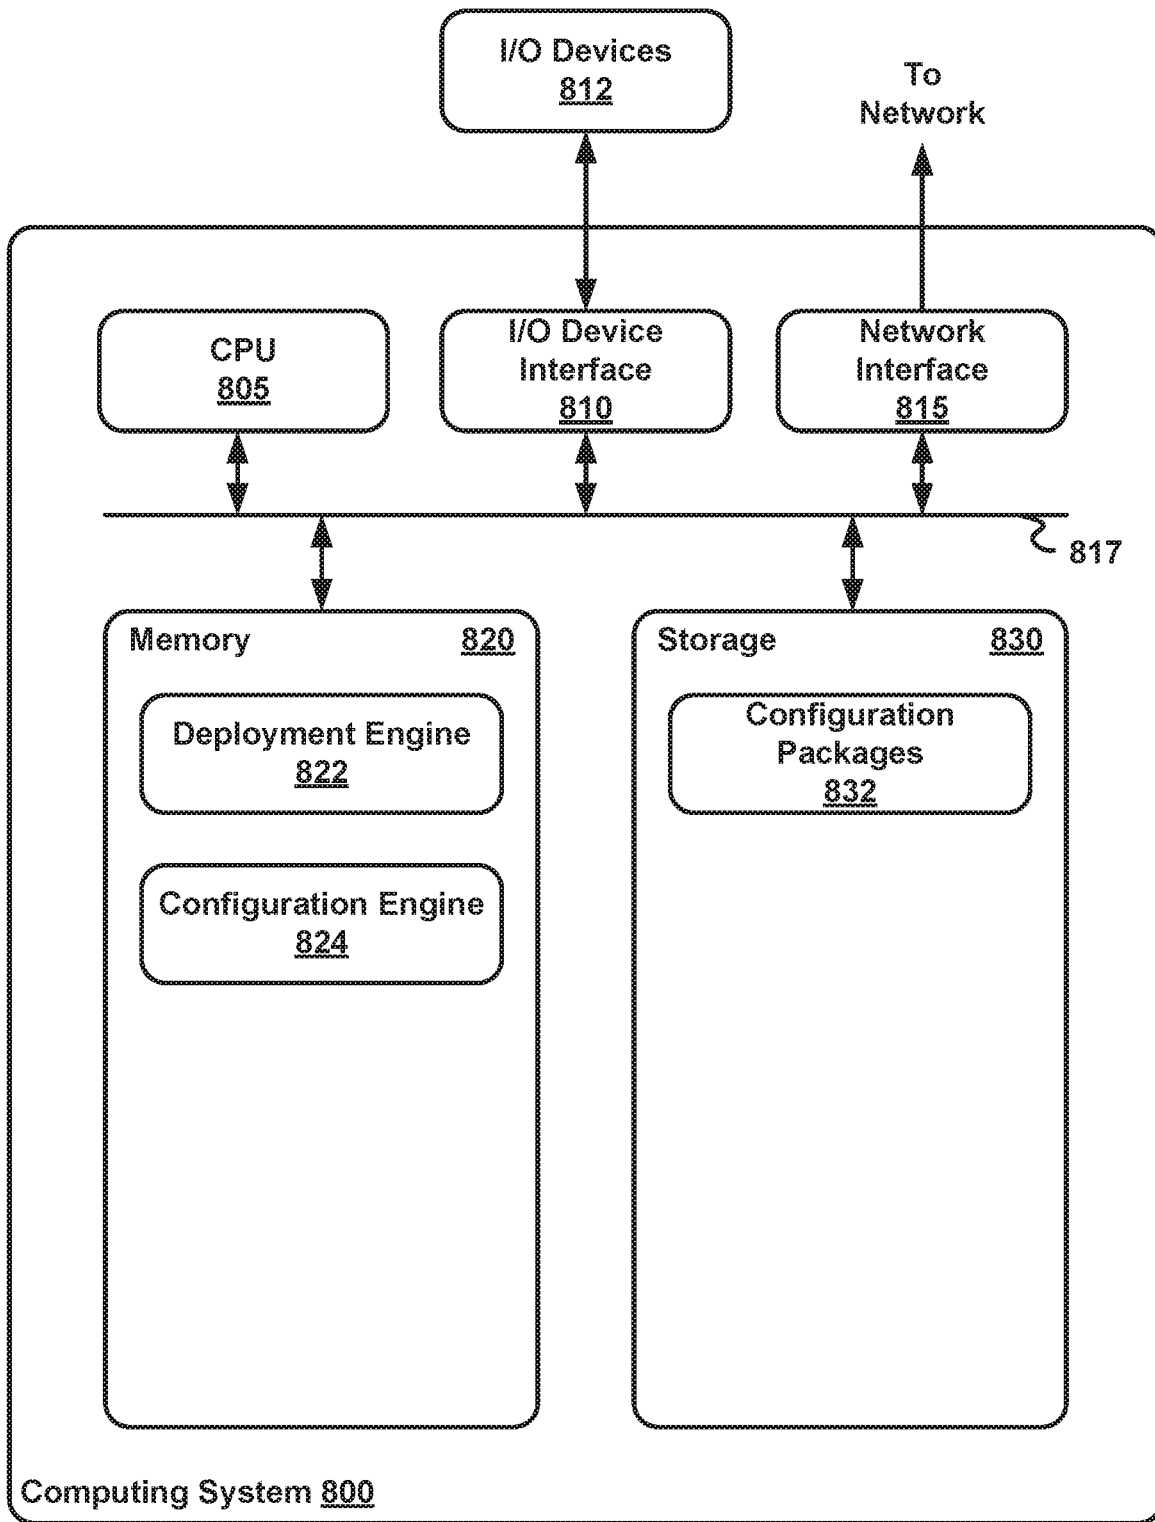 I/O Devices
812
To
Network
CPU
805
I/O Device
Interface
810
Network
Interface
815
817
Memory 820
Deployment Engine
822
Configuration Engine
824
Storage 830
Configuration
Packages
832
Computing System 800